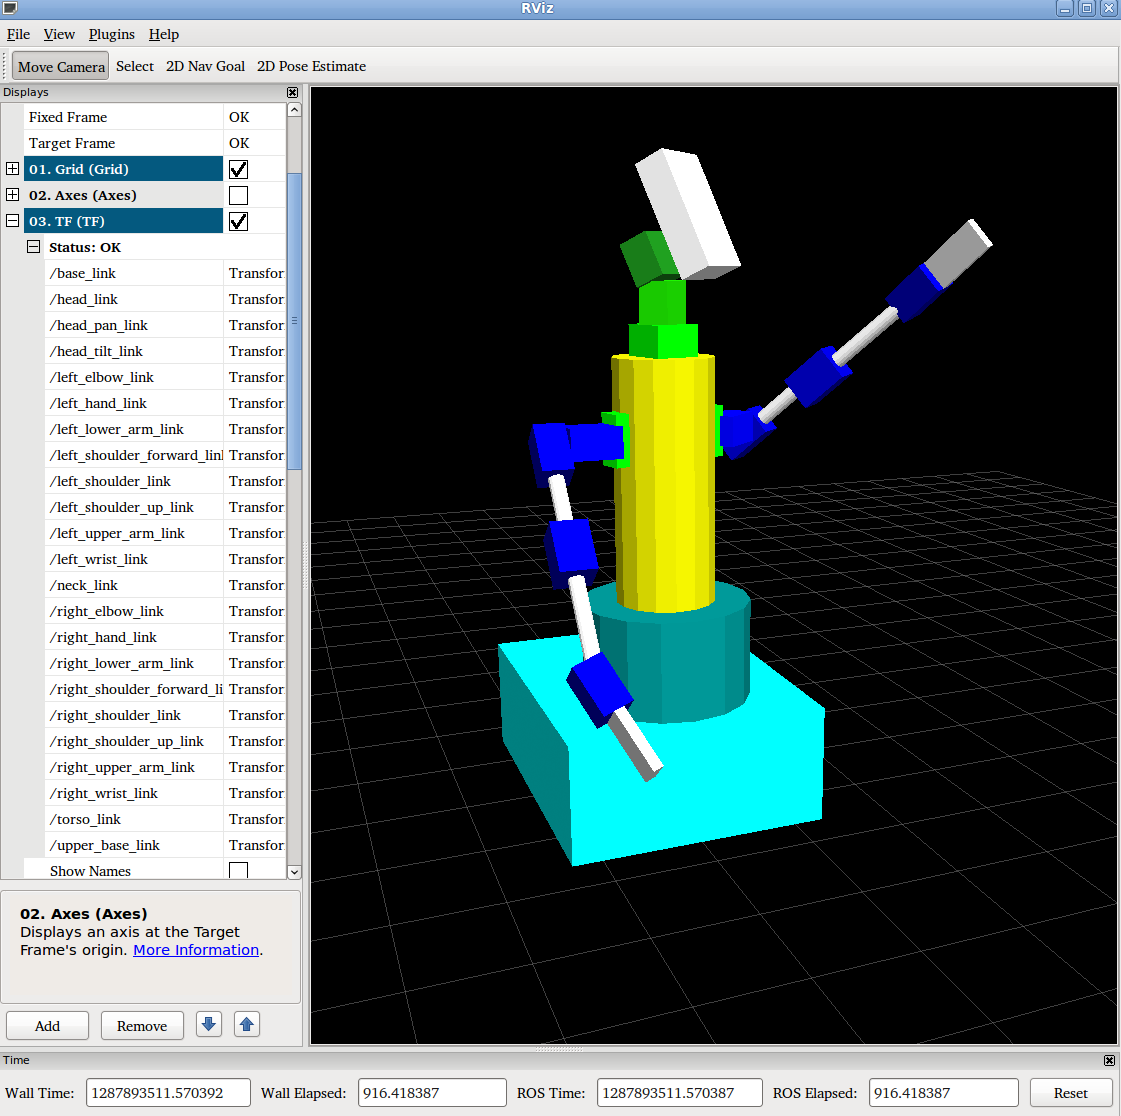 RViz
File View Plugins Help
Move Camera Select 2D Nav Goal 2D Pose Estimate
Displays
Fixed Frame OK
Target Frame OK
01. Grid (Grid)
02. Axes (Axes)
03. TF (TF)
Status: OK
/base_link Transfor
/head_link Transfor
/head_pan_link Transfor
/head_tilt_link Transfor
/left_elbow_link Transfor
/left_hand_link Transfor
/left_lower_arm_link Transfor
/left_shoulder_forward_lin Transfor
/left_shoulder_link Transfor
/left_shoulder_up_link Transfor
/left_upper_arm_link Transfor
/left_wrist_link Transfor
/neck_link Transfor
/right_elbow_link Transfor
/right_hand_link Transfor
/right_lower_arm_link Transfor
/right_shoulder_forward_li Transfor
/right_shoulder_link Transfor
/right_shoulder_up_link Transfor
/right_upper_arm_link Transfor
/right_wrist_link Transfor
/torso_link Transfor
/upper_base_link Transfor
Show Names
02. Axes (Axes)
Displays an axis at the Target
Frame's origin. More Information.
Add Remove
Time
Wall Time: 1287893511.570392 Wall Elapsed: 916.418387 ROS Time: 1287893511.570387 ROS Elapsed: 916.418387 Reset